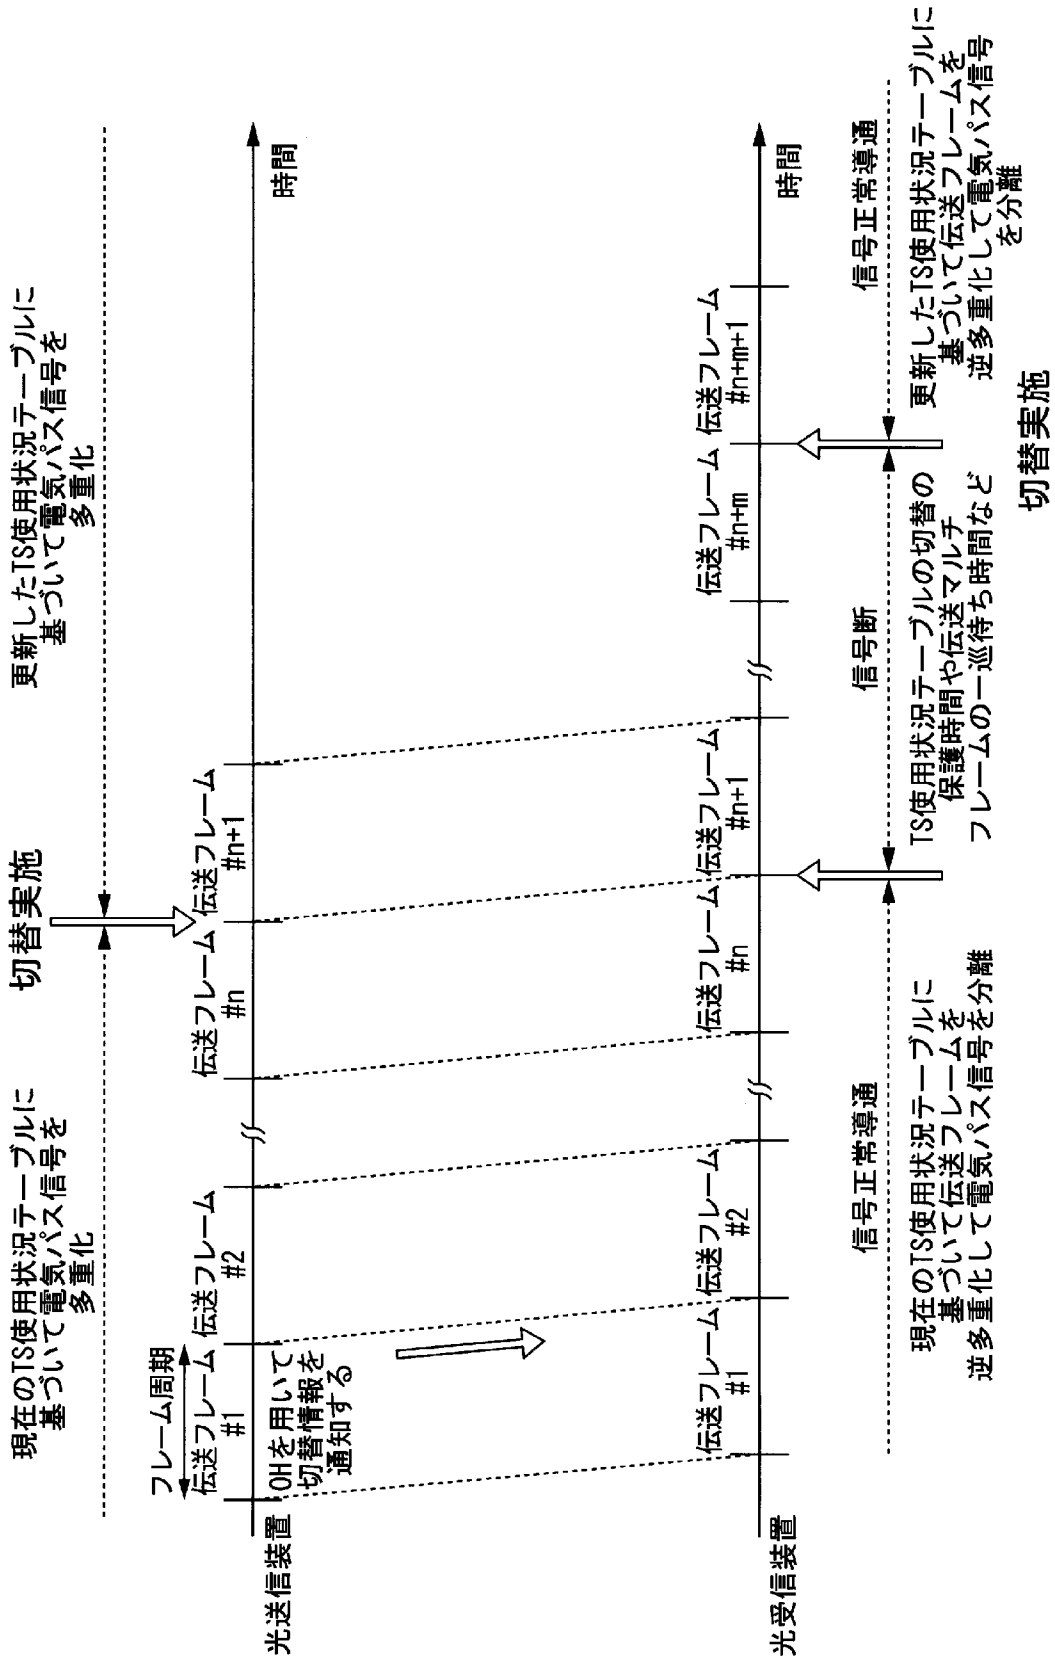 現在のTS使用状況テーブルに
基づいて電気パス信号を
多重化
切替実施
更新したTS使用状況テーブルに
基づいて電気パス信号を
多重化
フレーム周期
伝送フレーム
#1
伝送フレーム
#2
伝送フレーム
#n
伝送フレーム
#n+1
光送信装置
OHを用いて
切替情報を
通知する
時間
伝送フレーム
#1
伝送フレーム
#2
伝送フレーム
#n
伝送フレーム
#n+1
伝送フレーム
#n+m
伝送フレーム
#n+m+1
光受信装置
時間
信号正常導通
信号断
信号正常導通
現在のTS使用状況テーブルに
基づいて伝送フレームを
逆多重化して電気パス信号を分離
TS使用状況テーブルの切替の
保護時間や伝送マルチ
フレームの一巡待ち時間など
更新したTS使用状況テーブルに
基づいて伝送フレームを
逆多重化して電気パス信号
を分離
切替実施